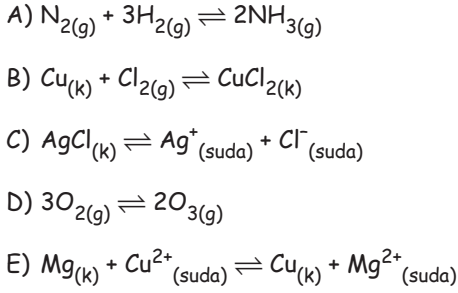 A) N₂(g) + 3H₂(g) ⇌ 2NH₃(g)
B) Cu(k) + Cl₂(g) ⇌ CuCl₂(k)
C) AgCl(k) ⇌ Ag⁺(suda) + Cl⁻(suda)
D) 3O₂(g) ⇌ 2O₃(g)
E) Mg(k) + Cu²⁺(suda) ⇌ Cu(k) + Mg²⁺(suda)